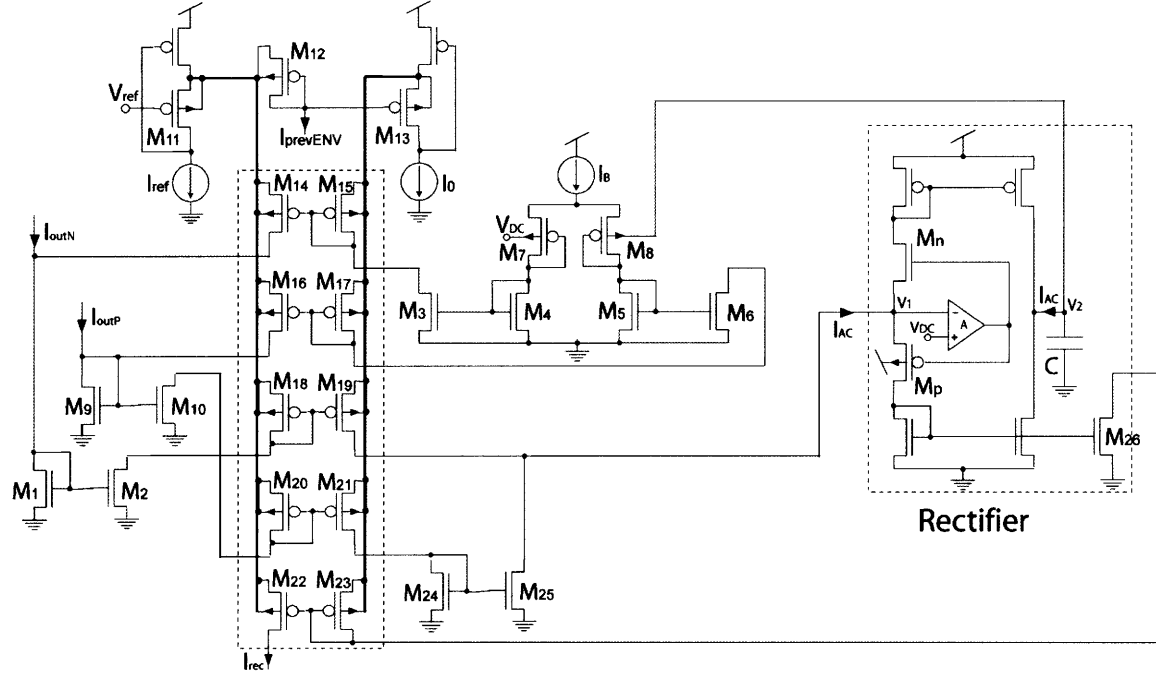 M12
Vref
M11
IprevENV
M13
Iref
I0
M14 M15
IB
VDC
M7
M8
IoutN
M16 M17
M3
M4
M5
M6
IoutP
Mn
V1
IAC
VDC
A
IAC
V2
C
Mp
M18 M19
M9
M10
M26
M1
M2
M20 M21
Rectifier
M22 M23
M24
M25
Irec